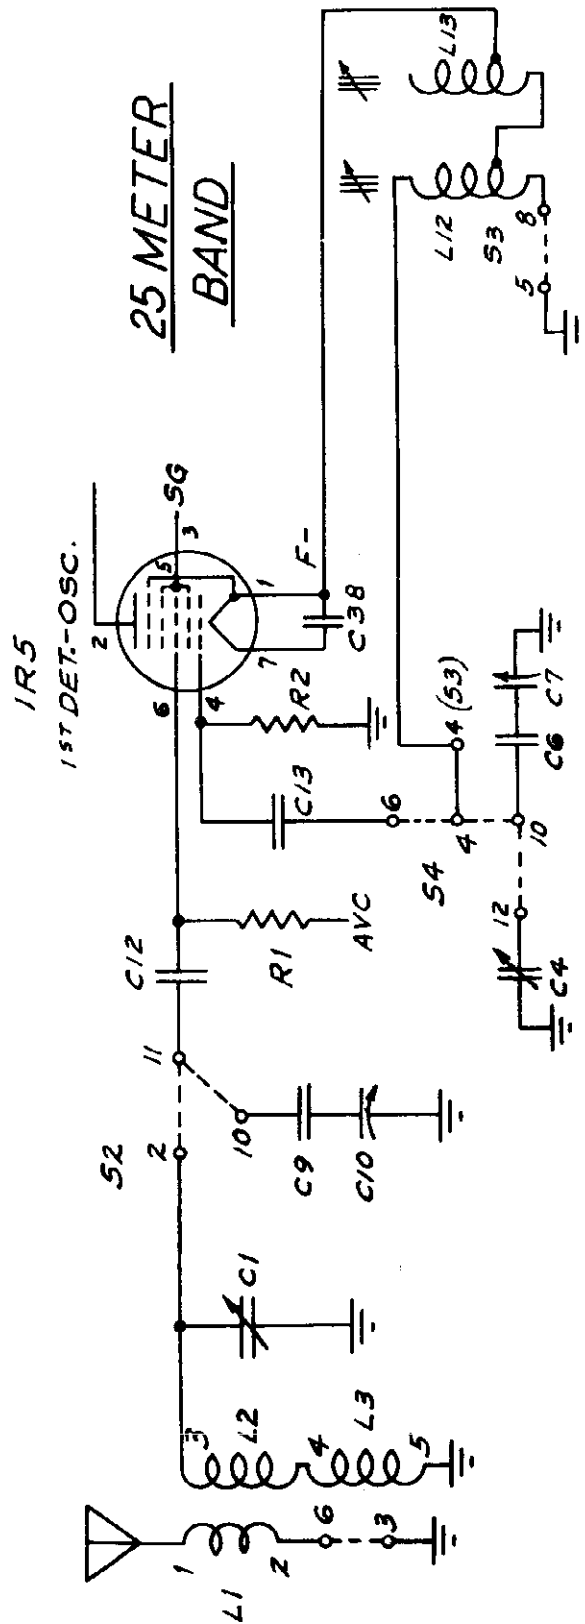 25 METER
BAND
1R5
1ST DET.-OSC.
2
5
SG
3
6
4
7
1
F-
C38
R2
C13
C12
R1
AVC
11
S2
2
10
C9
C10
C1
3
L2
4
L3
5
1
L1
2
6
3
6
S4
4
4 (S3)
10
C6
C7
12
C4
L13
L12
S3
8
5